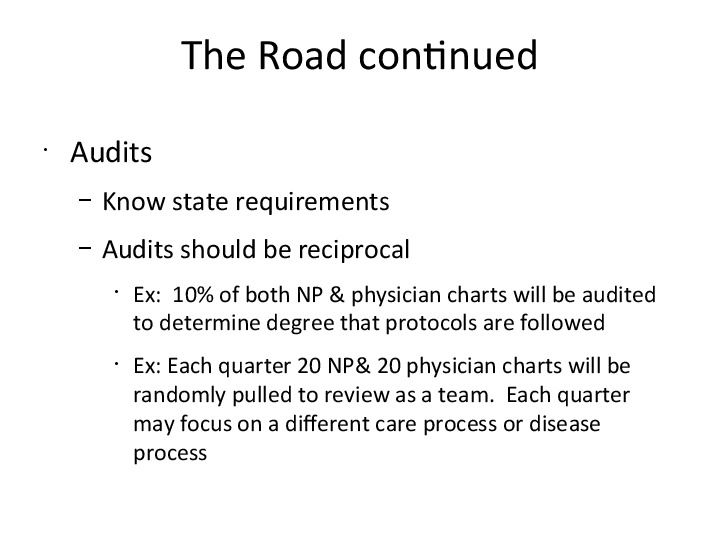 The Road continued
· Audits
– Know state requirements
– Audits should be reciprocal
· Ex:  10% of both NP & physician charts will be audited
to determine degree that protocols are followed
· Ex: Each quarter 20 NP& 20 physician charts will be
randomly pulled to review as a team.  Each quarter
may focus on a different care process or disease
process